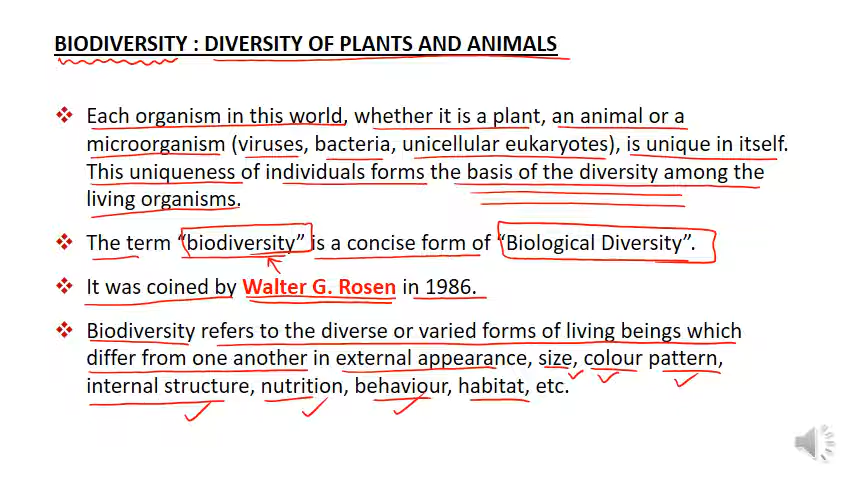 BIODIVERSITY : DIVERSITY OF PLANTS AND ANIMALS
Each organism in this world, whether it is a plant, an animal or a
microorganism (viruses, bacteria, unicellular eukaryotes), is unique in itself.
This uniqueness of individuals forms the basis of the diversity among the
living organisms.
The term “biodiversity” is a concise form of “Biological Diversity”.
It was coined by Walter G. Rosen in 1986.
Biodiversity refers to the diverse or varied forms of living beings which
differ from one another in external appearance, size, colour pattern,
internal structure, nutrition, behaviour, habitat, etc.